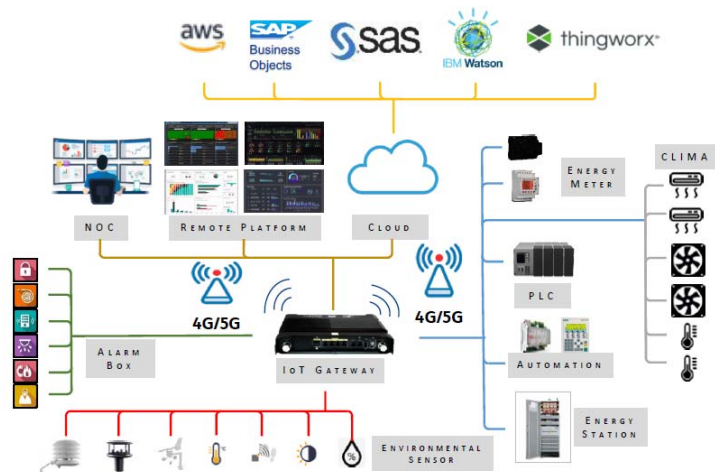 aws
SAP
Business
Objects
sas
IBM Watson
thingworx
NOC
REMOTE PLATFORM
CLOUD
ENERGY
METER
CLIMA
4G/5G
4G/5G
PLC
ALARM
BOX
IOT GATEWAY
AUTOMATION
ENERGY
STATION
°C
%
ENVIRONMENTAL
SENSOR